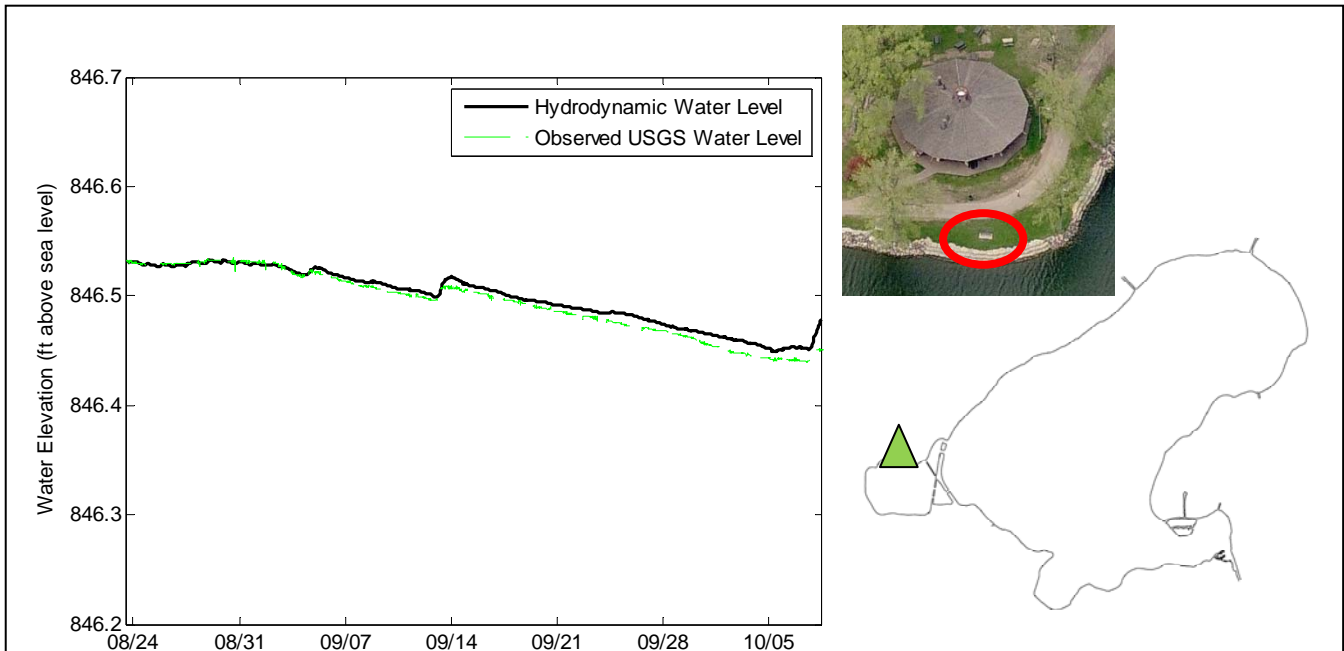 846.7
846.6
846.5
846.4
846.3
846.2
Water Elevation (ft above sea level)
Hydrodynamic Water Level
Observed USGS Water Level
08/24 08/31 09/07 09/14 09/21 09/28 10/05